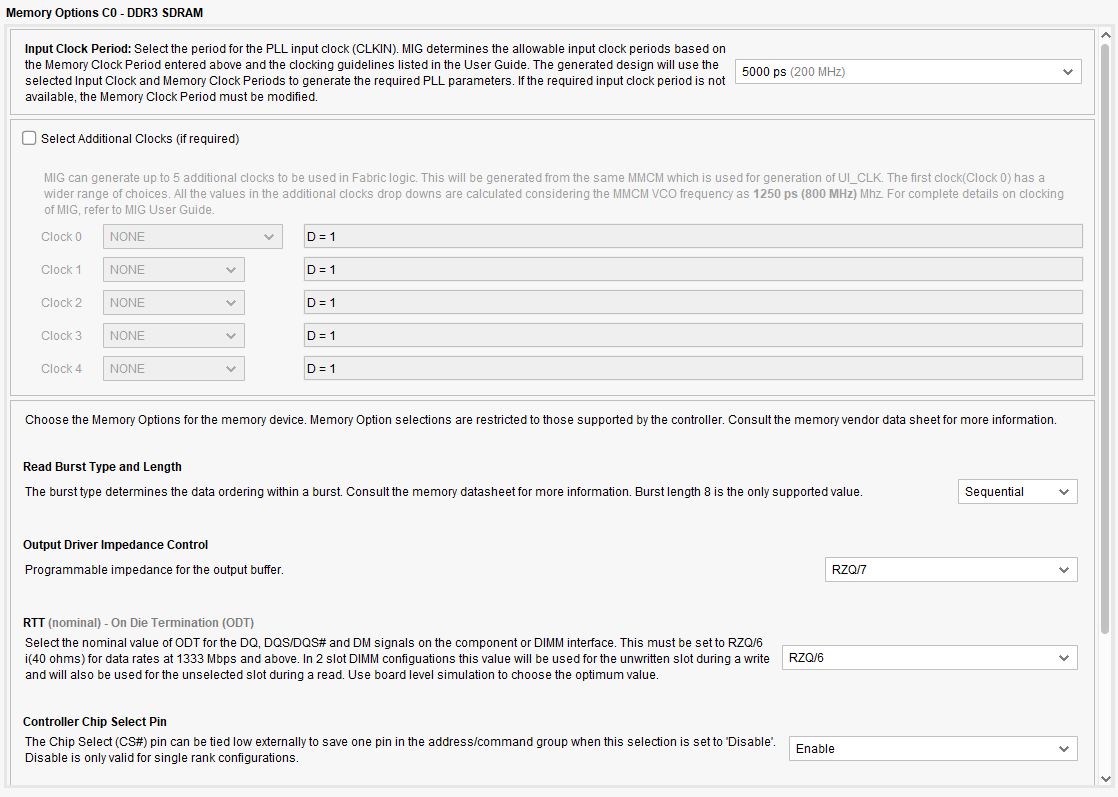 Memory Options C0 - DDR3 SDRAM
Input Clock Period: Select the period for the PLL input clock (CLKIN). MIG determines the allowable input clock periods based on
the Memory Clock Period entered above and the clocking guidelines listed in the User Guide. The generated design will use the
selected Input Clock and Memory Clock Periods to generate the required PLL parameters. If the required input clock period is not
available, the Memory Clock Period must be modified.
5000 ps (200 MHz)
Select Additional Clocks (if required)
MIG can generate up to 5 additional clocks to be used in Fabric logic. This will be generated from the same MMCM which is used for generation of UI_CLK. The first clock(Clock 0) has a
wider range of choices. All the values in the additional clocks drop downs are calculated considering the MMCM VCO frequency as 1250 ps (800 MHz) Mhz. For complete details on clocking
of MIG, refer to MIG User Guide.
Clock 0 NONE D = 1
Clock 1 NONE D = 1
Clock 2 NONE D = 1
Clock 3 NONE D = 1
Clock 4 NONE D = 1
Choose the Memory Options for the memory device. Memory Option selections are restricted to those supported by the controller. Consult the memory vendor data sheet for more information.
Read Burst Type and Length
The burst type determines the data ordering within a burst. Consult the memory datasheet for more information. Burst length 8 is the only supported value.
Sequential
Output Driver Impedance Control
Programmable impedance for the output buffer.
RZQ/7
RTT (nominal) - On Die Termination (ODT)
Select the nominal value of ODT for the DQ, DQS/DQS# and DM signals on the component or DIMM interface. This must be set to RZQ/6
i(40 ohms) for data rates at 1333 Mbps and above. In 2 slot DIMM configuations this value will be used for the unwritten slot during a write
and will also be used for the unselected slot during a read. Use board level simulation to choose the optimum value.
RZQ/6
Controller Chip Select Pin
The Chip Select (CS#) pin can be tied low externally to save one pin in the address/command group when this selection is set to 'Disable'.
Disable is only valid for single rank configurations.
Enable